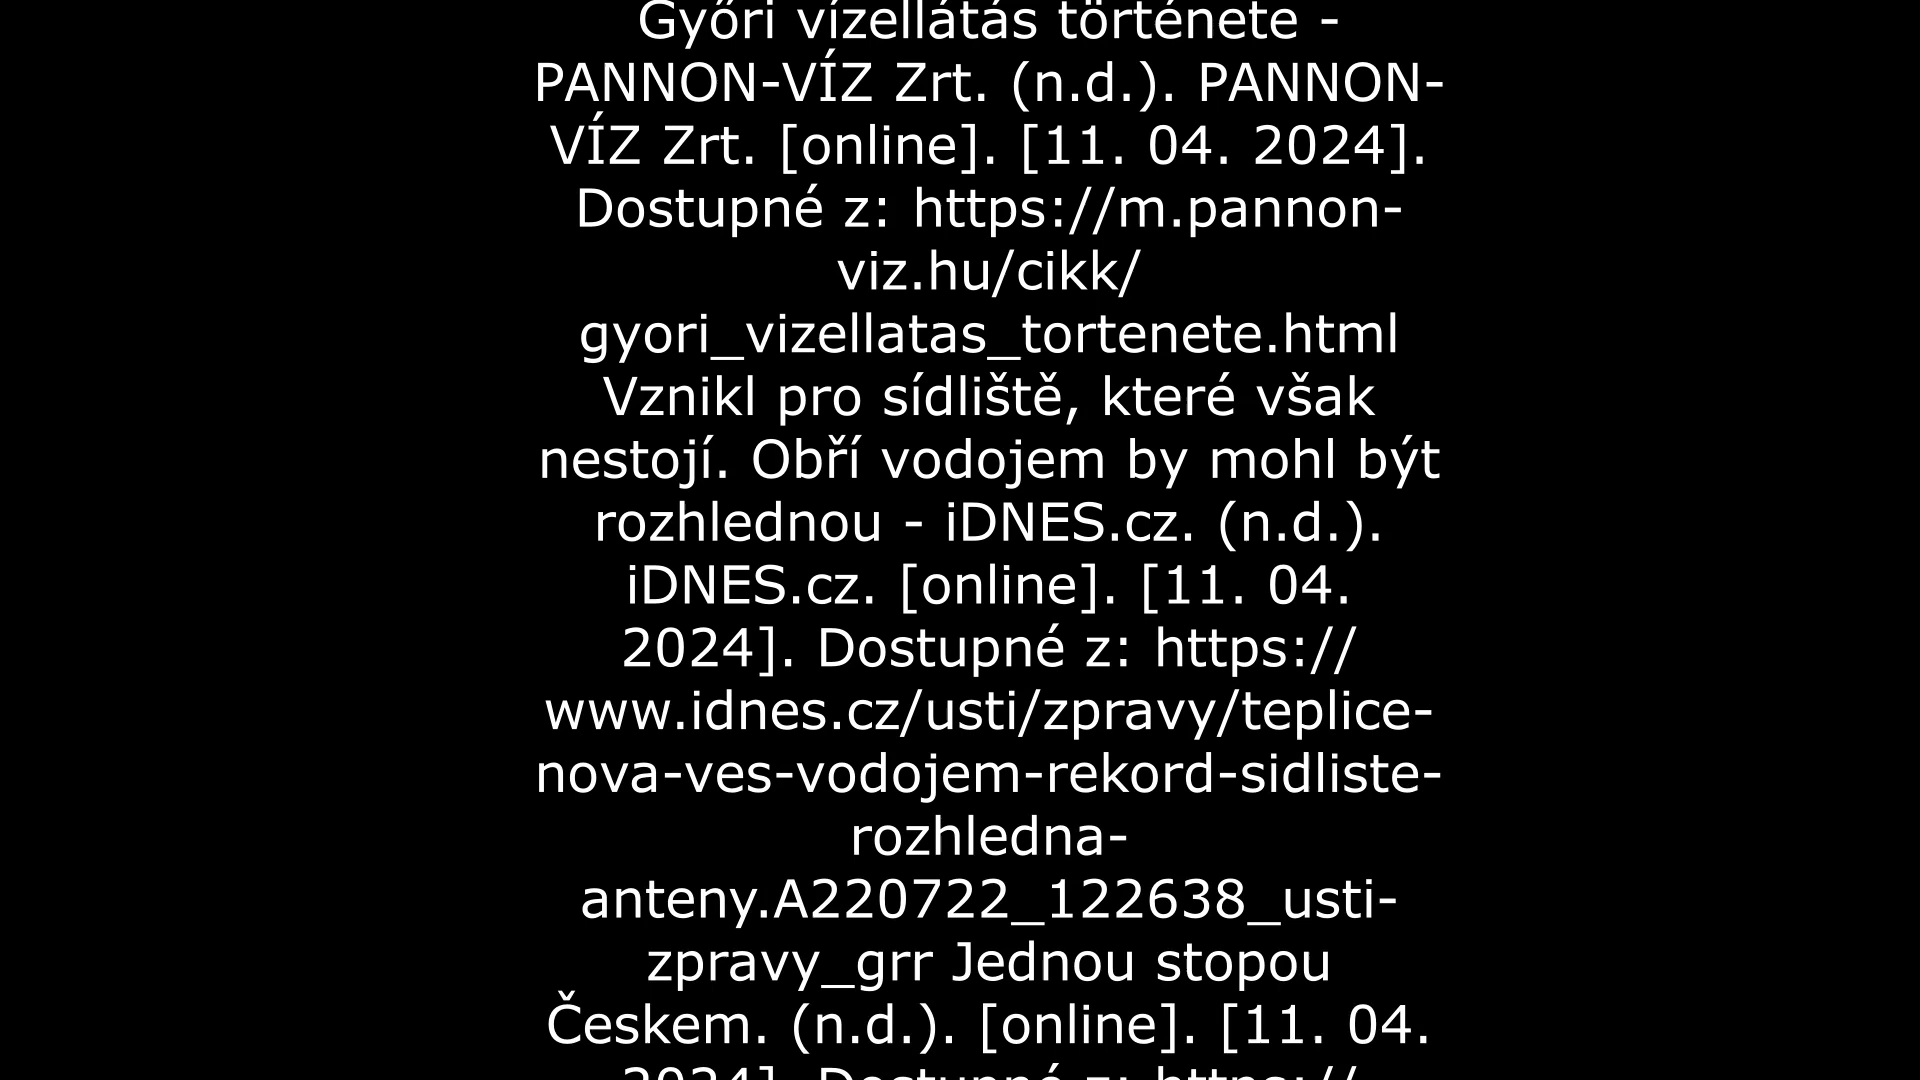 Győri vízellátás története -
PANNON-VÍZ Zrt. (n.d.). PANNON-
VÍZ Zrt. [online]. [11. 04. 2024].
Dostupné z: https://m.pannon-
viz.hu/cikk/
gyori_vizellatas_tortenete.html
Vznikl pro sídliště, které však
nestojí. Obří vodojem by mohl být
rozhlednou - iDNES.cz. (n.d.).
iDNES.cz. [online]. [11. 04.
2024]. Dostupné z: https://
www.idnes.cz/usti/zpravy/teplice-
nova-ves-vodojem-rekord-sidliste-
rozhledna-
anteny.A220722_122638_usti-
zpravy_grr Jednou stopou
Českem. (n.d.). [online]. [11. 04.
2024]. Dostupné z: https://